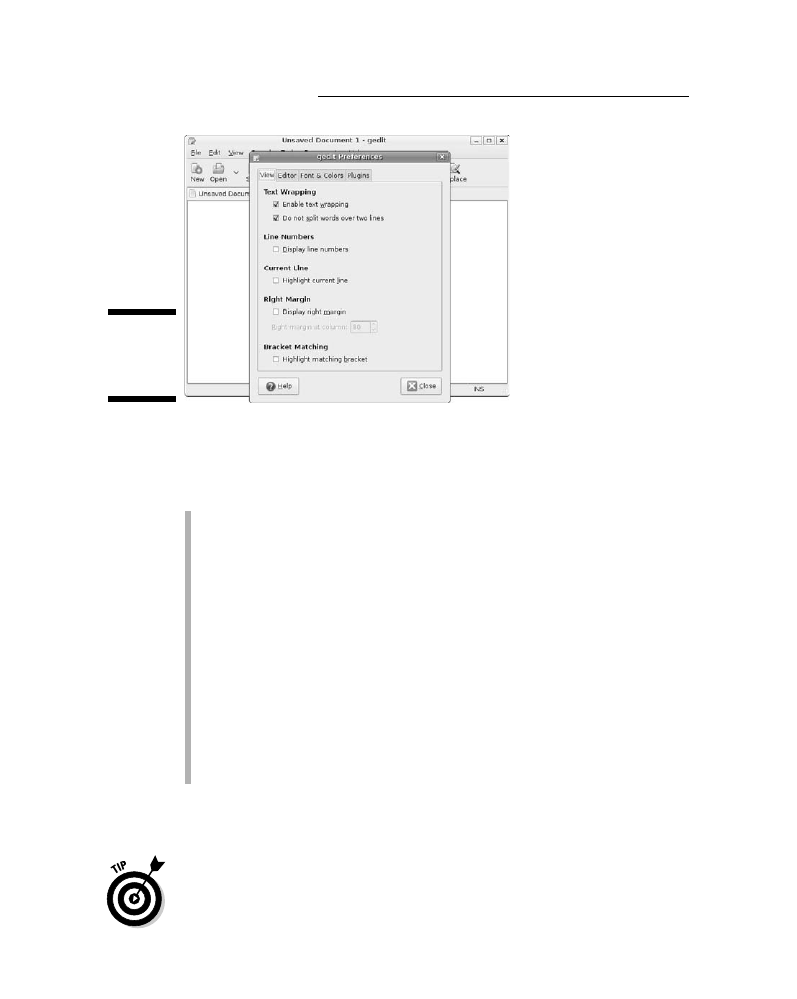 Unsaved Document 1 - gedit
File Edit View
gedit Preferences
New Open
place
Unsaved Docum
View Editor Font & Colors Plugins
Text Wrapping
Enable text wrapping
Do not split words over two lines
Line Numbers
Display line numbers
Current Line
Highlight current line
Right Margin
Display right margin
Right margin at column: 80
Bracket Matching
Highlight matching bracket
Help Close
INS
TIP